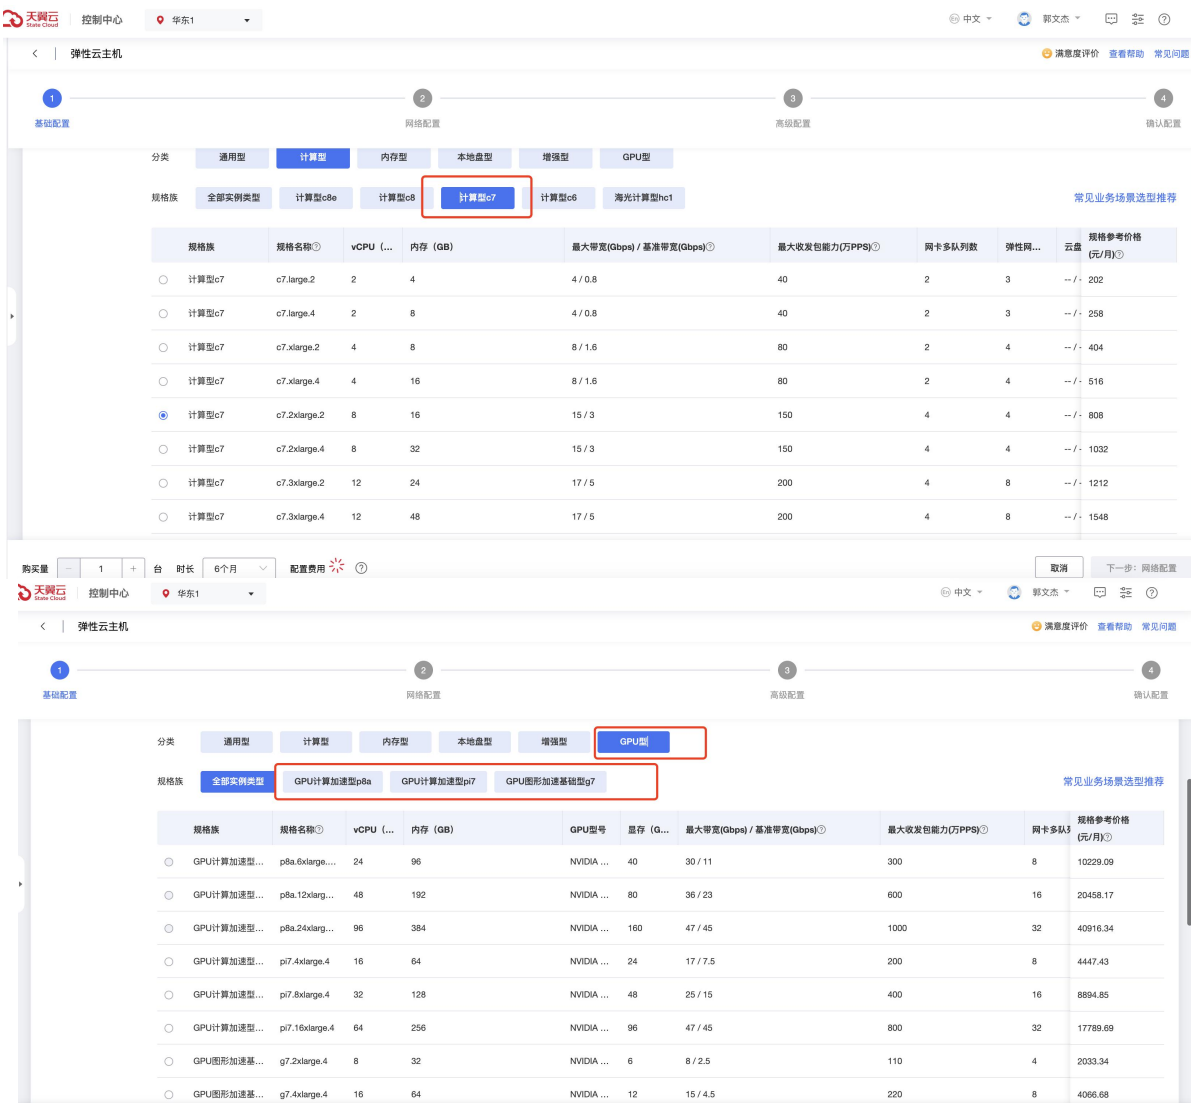 天翼云 State Cloud 控制中心 华东1 En 中文 郭文杰
弹性云主机 满意度评价 查看帮助 常见问题
1 2 3 4
基础配置 网络配置 高级配置 确认配置
分类 通用型 计算型 内存型 本地盘型 增强型 GPU型
规格族 全部实例类型 计算型c8e 计算型c8 计算型c7 计算型c6 海光计算型hc1 常见业务场景选型推荐
规格族 规格名称 vCPU (... 内存 (GB) 最大带宽(Gbps) / 基准带宽(Gbps) 最大收发包能力(万PPS) 网卡多队列数 弹性网... 云盘 规格参考价格
(元/月)
计算型c7 c7.large.2 2 4 4 / 0.8 40 2 3 -- / - 202
计算型c7 c7.large.4 2 8 4 / 0.8 40 2 3 -- / - 258
计算型c7 c7.xlarge.2 4 8 8 / 1.6 80 2 4 -- / - 404
计算型c7 c7.xlarge.4 4 16 8 / 1.6 80 2 4 -- / - 516
计算型c7 c7.2xlarge.2 8 16 15 / 3 150 4 4 -- / - 808
计算型c7 c7.2xlarge.4 8 32 15 / 3 150 4 4 -- / - 1032
计算型c7 c7.3xlarge.2 12 24 17 / 5 200 4 8 -- / - 1212
计算型c7 c7.3xlarge.4 12 48 17 / 5 200 4 8 -- / - 1548
购买量 − 1 + 台 时长 6个月 配置费用 取消 下一步：网络配置
天翼云 State Cloud 控制中心 华东1 En 中文 郭文杰
弹性云主机 满意度评价 查看帮助 常见问题
1 2 3 4
基础配置 网络配置 高级配置 确认配置
分类 通用型 计算型 内存型 本地盘型 增强型 GPU型
规格族 全部实例类型 GPU计算加速型p8a GPU计算加速型pi7 GPU图形加速基础型g7 常见业务场景选型推荐
规格族 规格名称 vCPU (... 内存 (GB) GPU型号 显存 (G... 最大带宽(Gbps) / 基准带宽(Gbps) 最大收发包能力(万PPS) 网卡多队 规格参考价格
(元/月)
GPU计算加速型... p8a.6xlarge.... 24 96 NVIDIA ... 40 30 / 11 300 8 10229.09
GPU计算加速型... p8a.12xlarg... 48 192 NVIDIA ... 80 36 / 23 600 16 20458.17
GPU计算加速型... p8a.24xlarg... 96 384 NVIDIA ... 160 47 / 45 1000 32 40916.34
GPU计算加速型... pi7.4xlarge.4 16 64 NVIDIA ... 24 17 / 7.5 200 8 4447.43
GPU计算加速型... pi7.8xlarge.4 32 128 NVIDIA ... 48 25 / 15 400 16 8894.85
GPU计算加速型... pi7.16xlarge.4 64 256 NVIDIA ... 96 47 / 45 800 32 17789.69
GPU图形加速基... g7.2xlarge.4 8 32 NVIDIA ... 6 8 / 2.5 110 4 2033.34
GPU图形加速基... g7.4xlarge.4 16 64 NVIDIA ... 12 15 / 4.5 220 8 4066.68